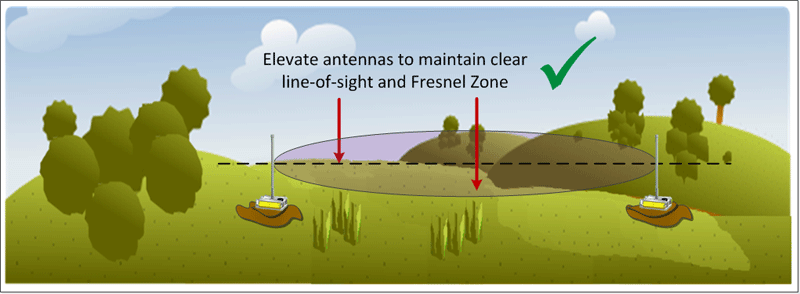 Elevate antennas to maintain clear
line-of-sight and Fresnel Zone